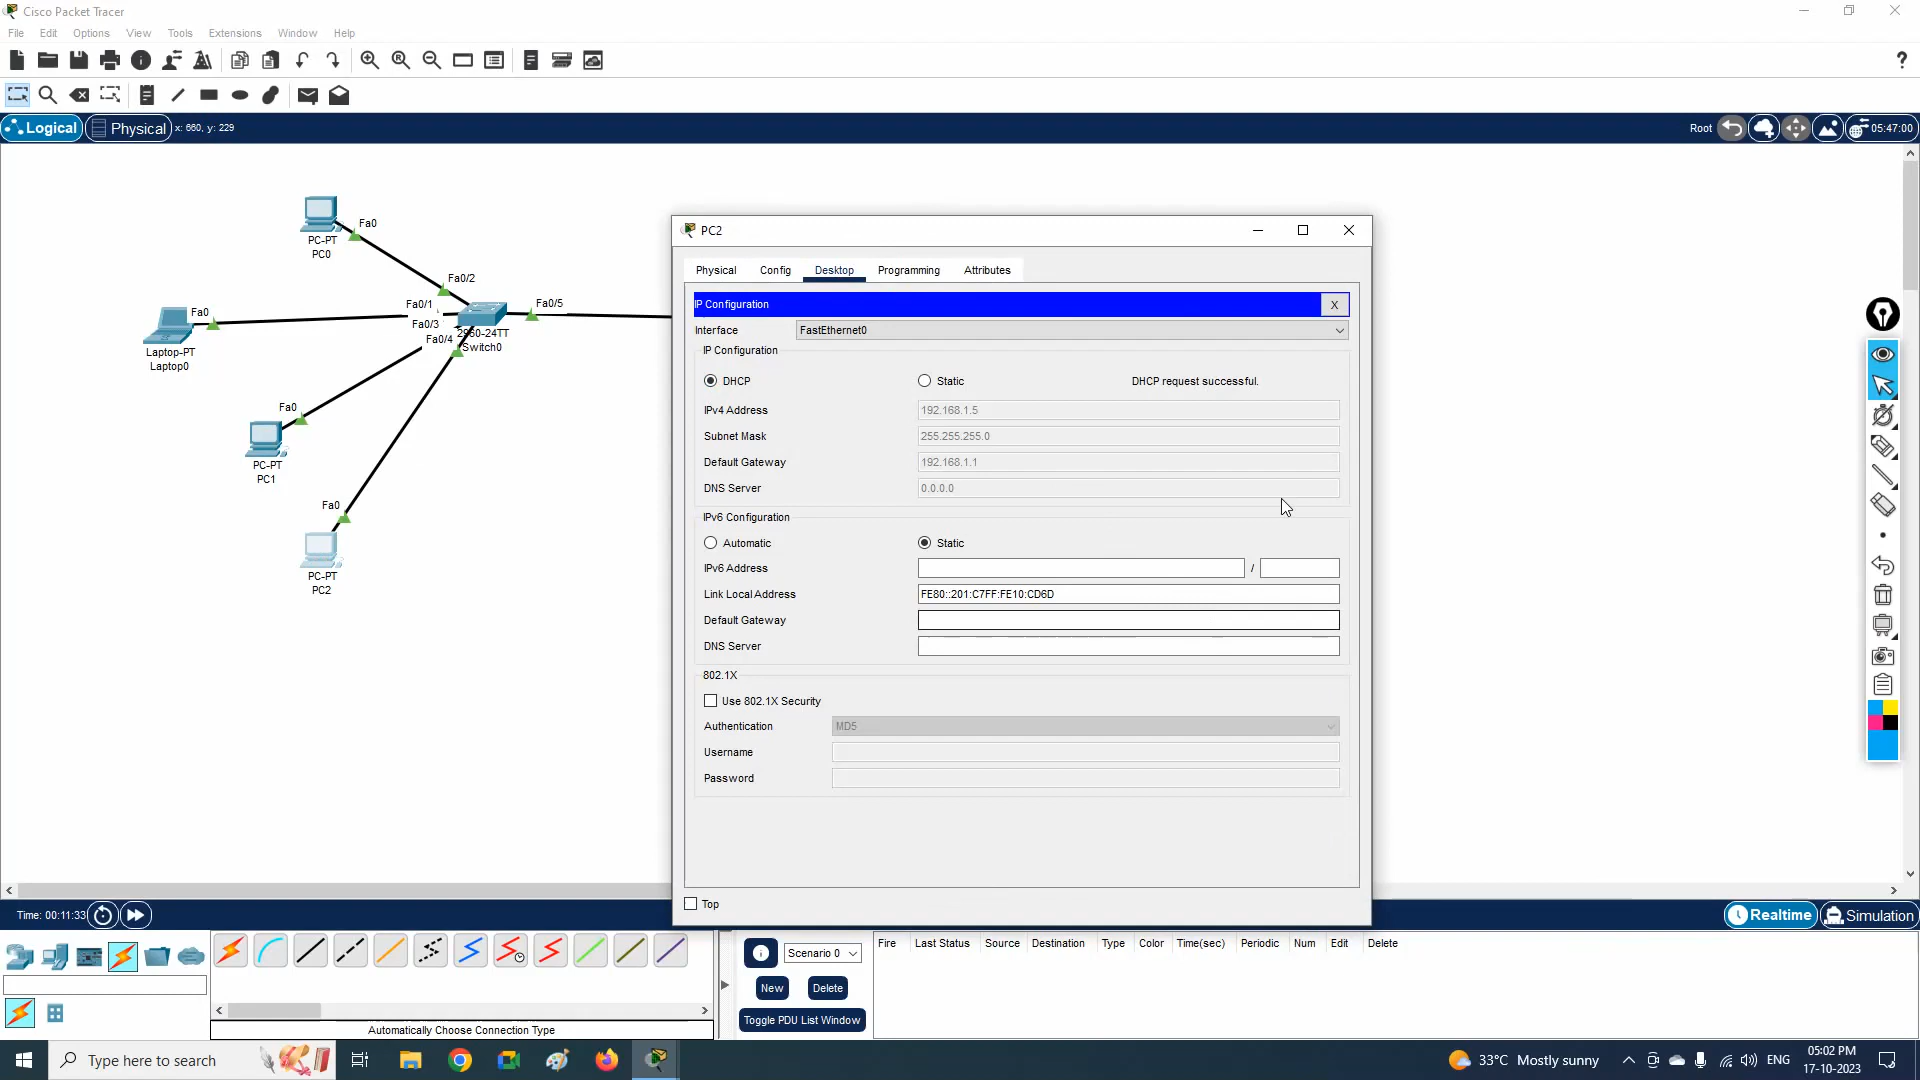 Cisco Packet Tracer
File Edit Options View Tools Extensions Window Help
Logical Physical x: 660, y: 229 Root 05:47:00
PC-PT
PC0
Fa0
Fa0/2
Fa0/1
Fa0/3
Fa0/4
Fa0/5
2960-24TT
Switch0
Fa0
Laptop-PT
Laptop0
Fa0
PC-PT
PC1
Fa0
PC-PT
PC2
PC2
Physical Config Desktop Programming Attributes
IP Configuration X
Interface FastEthernet0
IP Configuration
DHCP Static DHCP request successful.
IPv4 Address 192.168.1.5
Subnet Mask 255.255.255.0
Default Gateway 192.168.1.1
DNS Server 0.0.0.0
IPv6 Configuration
Automatic Static
IPv6 Address /
Link Local Address FE80::201:C7FF:FE10:CD6D
Default Gateway
DNS Server
802.1X
Use 802.1X Security
Authentication MD5
Username
Password
Top
Time: 00:11:33 Realtime Simulation
Scenario 0
New Delete
Toggle PDU List Window
Fire Last Status Source Destination Type Color Time(sec) Periodic Num Edit Delete
Automatically Choose Connection Type
Type here to search
33°C Mostly sunny ENG
05:02 PM
17-10-2023